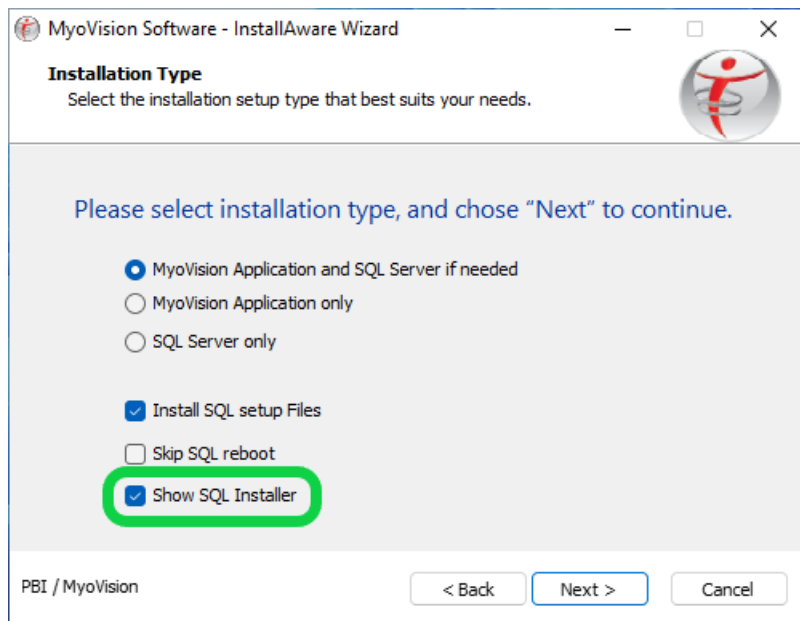 MyoVision Software - InstallAware Wizard
Installation Type
Select the installation setup type that best suits your needs.
Please select installation type, and chose “Next” to continue.
MyoVision Application and SQL Server if needed
MyoVision Application only
SQL Server only
Install SQL setup Files
Skip SQL reboot
Show SQL Installer
PBI / MyoVision
< Back
Next >
Cancel